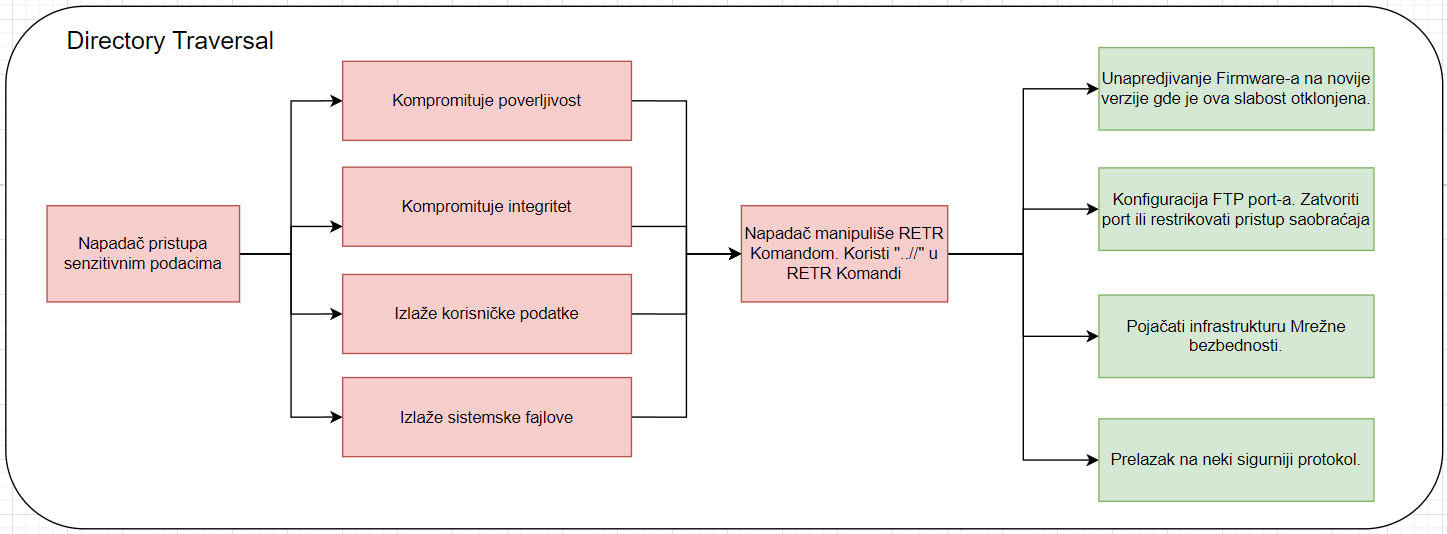 Directory Traversal
Napadač pristupa
senzitivnim podacima
Kompromituje poverljivost
Kompromituje integritet
Izlaže korisničke podatke
Izlaže sistemske fajlove
Napadač manipuliše RETR
Komandom. Koristi "..//" u
RETR Komandi
Unapredjivanje Firmware-a na novije
verzije gde je ova slabost otklonjena.
Konfiguracija FTP port-a. Zatvoriti
port ili restrikovati pristup saobraćaja
Pojačati infrastrukturu Mrežne
bezbednosti.
Prelazak na neki sigurniji protokol.